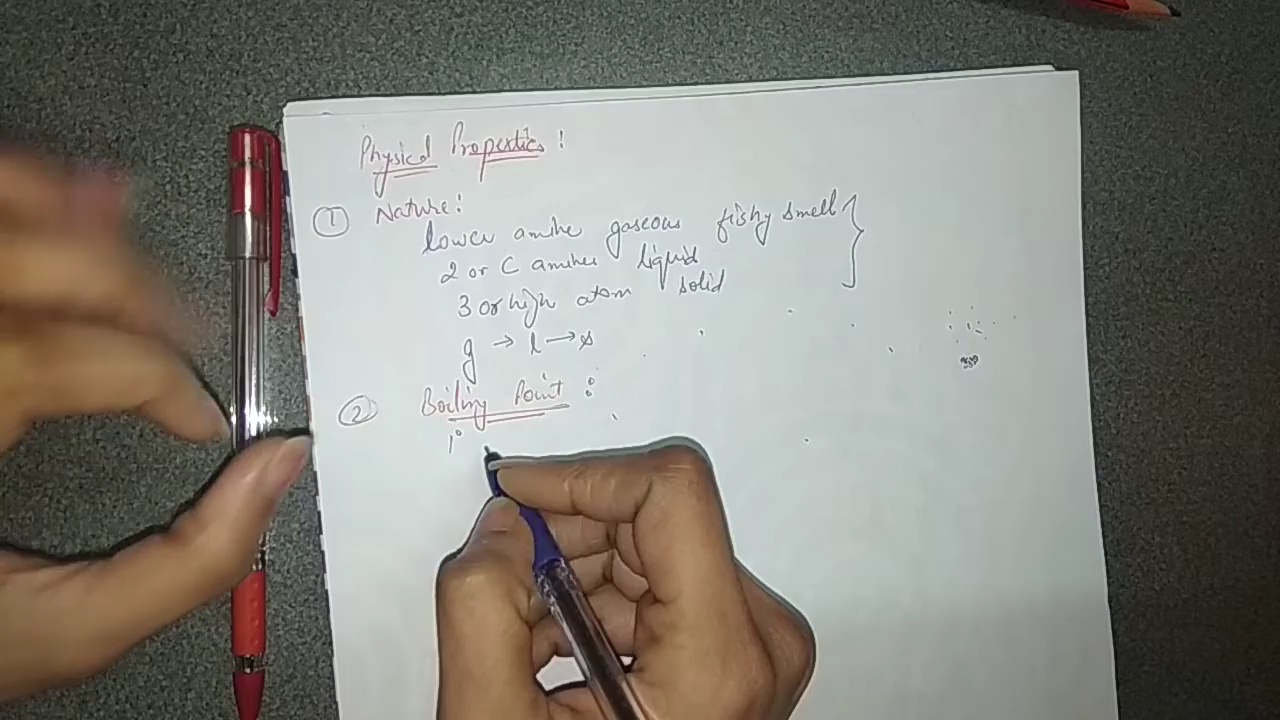 Physical Properties :
① Nature :
lower amine gaseous fishy smell }
2 or C amines liquid
3 or high atom solid
g → l → s
② Boiling Point :
1°